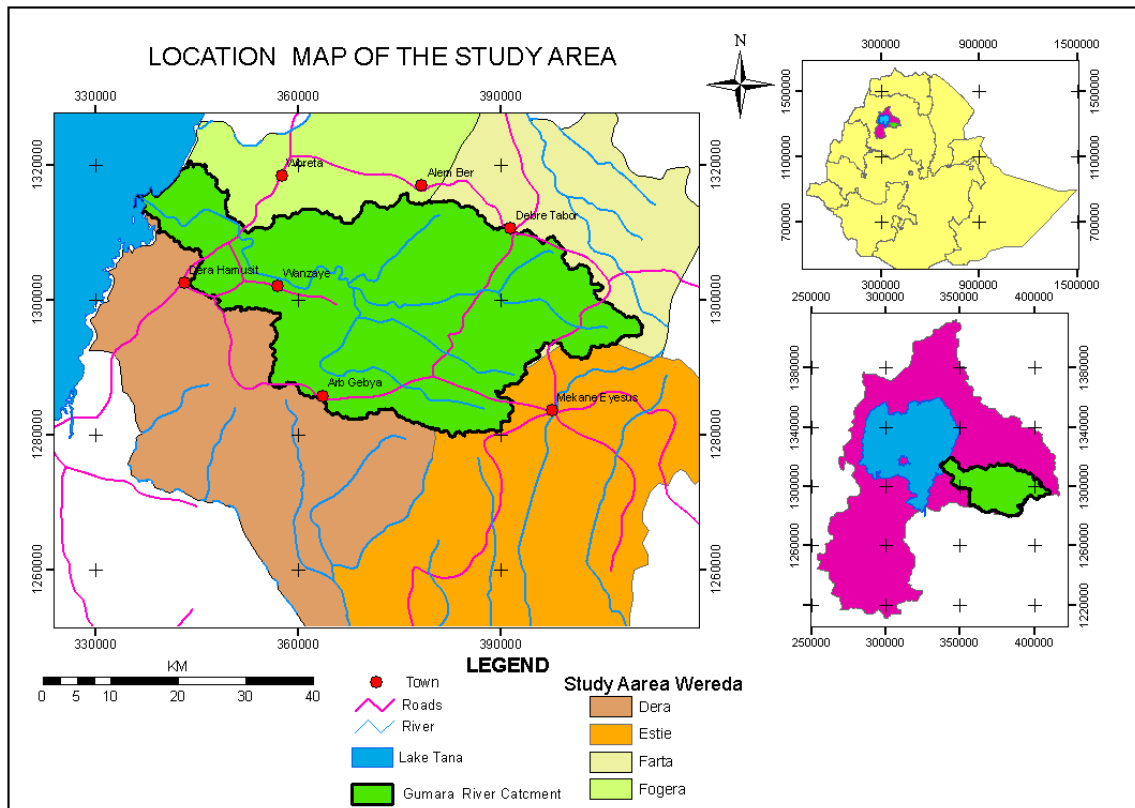 LOCATION MAP OF THE STUDY AREA
N
330000 360000 390000
1320000 1320000
1300000 1300000
1280000 1280000
1260000 1260000
330000 360000 390000
Woreta
Alem Ber
Debre Tabor
Dera Hamusit
Wanzaye
Arb Gebya
Mekane Eyesus
300000 900000 1500000
1500000 1500000
1100000 1100000
700000 700000
300000 900000 1500000
250000 300000 350000 400000
1380000 1380000
1340000 1340000
1300000 1300000
1260000 1260000
1220000 1220000
250000 300000 350000 400000
KM
0 5 10 20 30 40
LEGEND
Town
Roads
River
Lake Tana
Gumara River Catcment
Study Aarea Wereda
Dera
Estie
Farta
Fogera